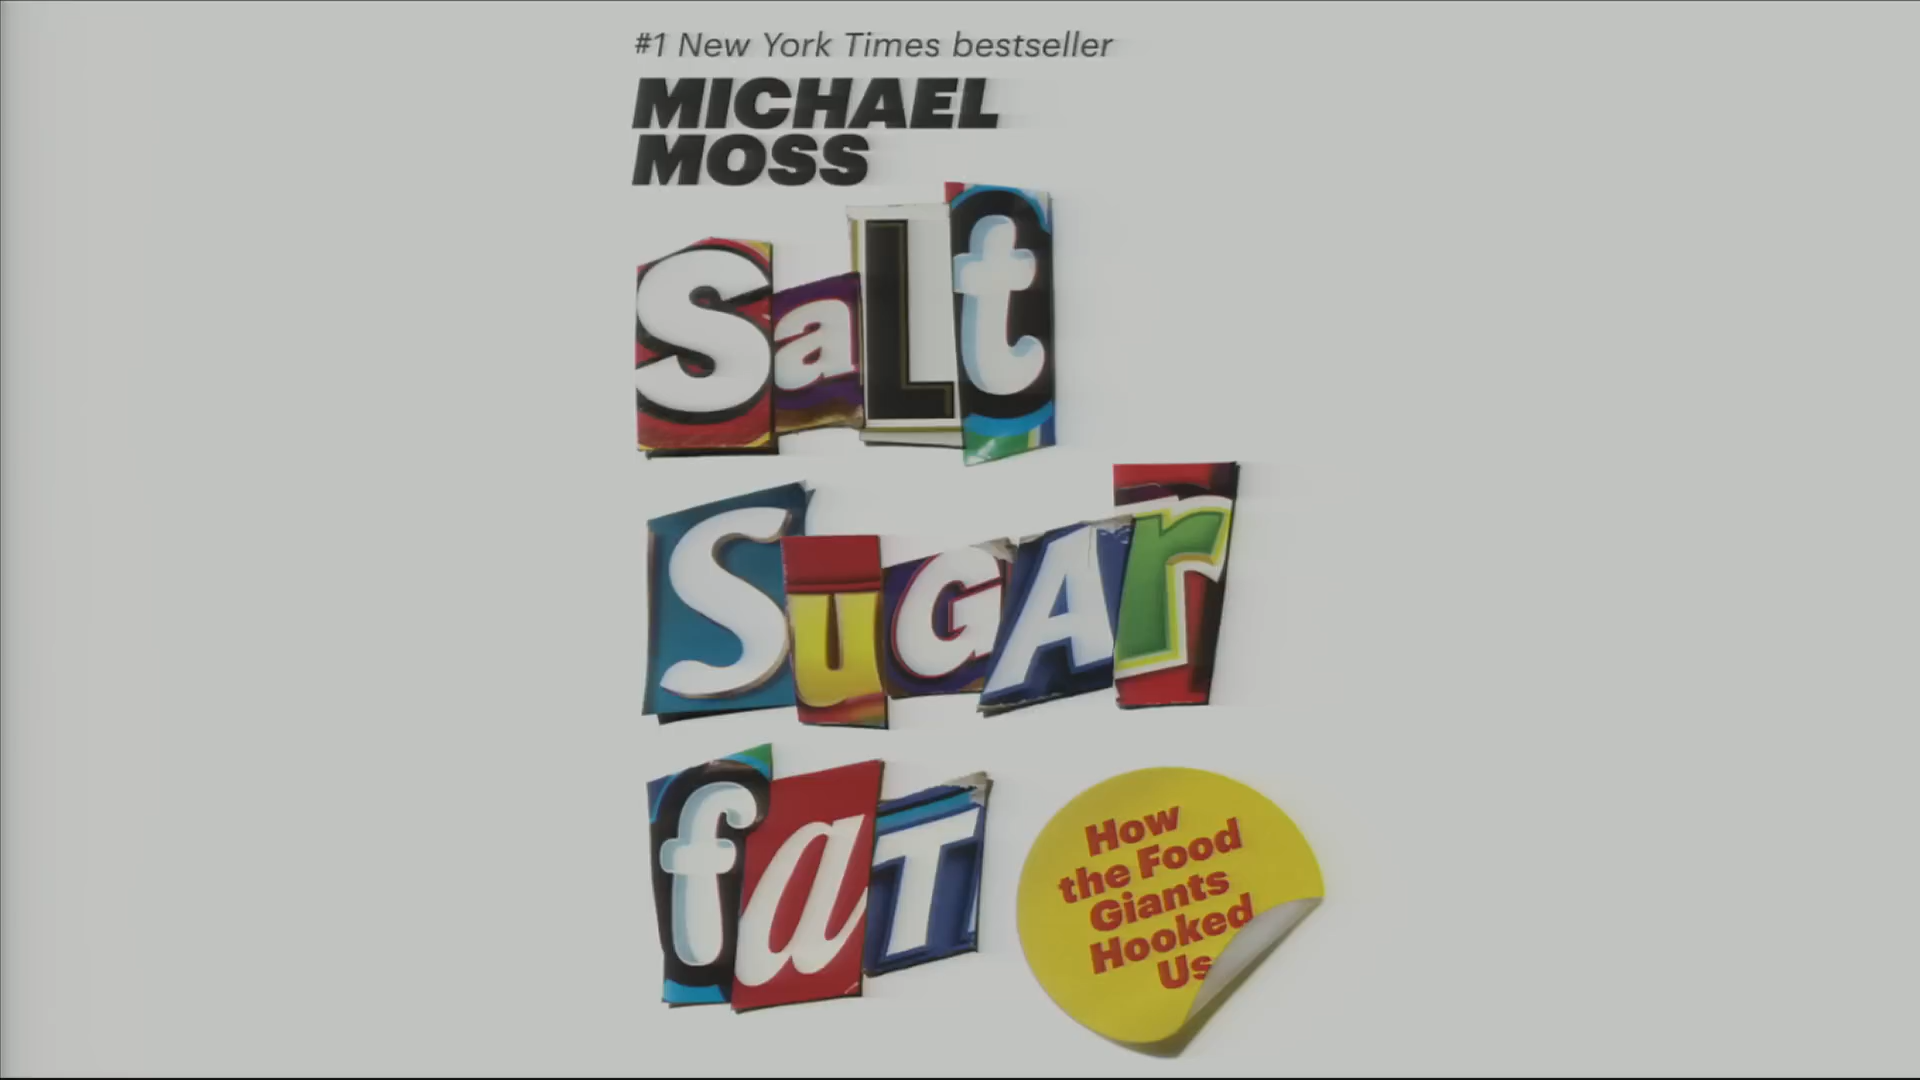 #1 New York Times bestseller
MICHAEL
MOSS
SaLt
SuGAr
faT
How
the Food
Giants
Hooked
Us